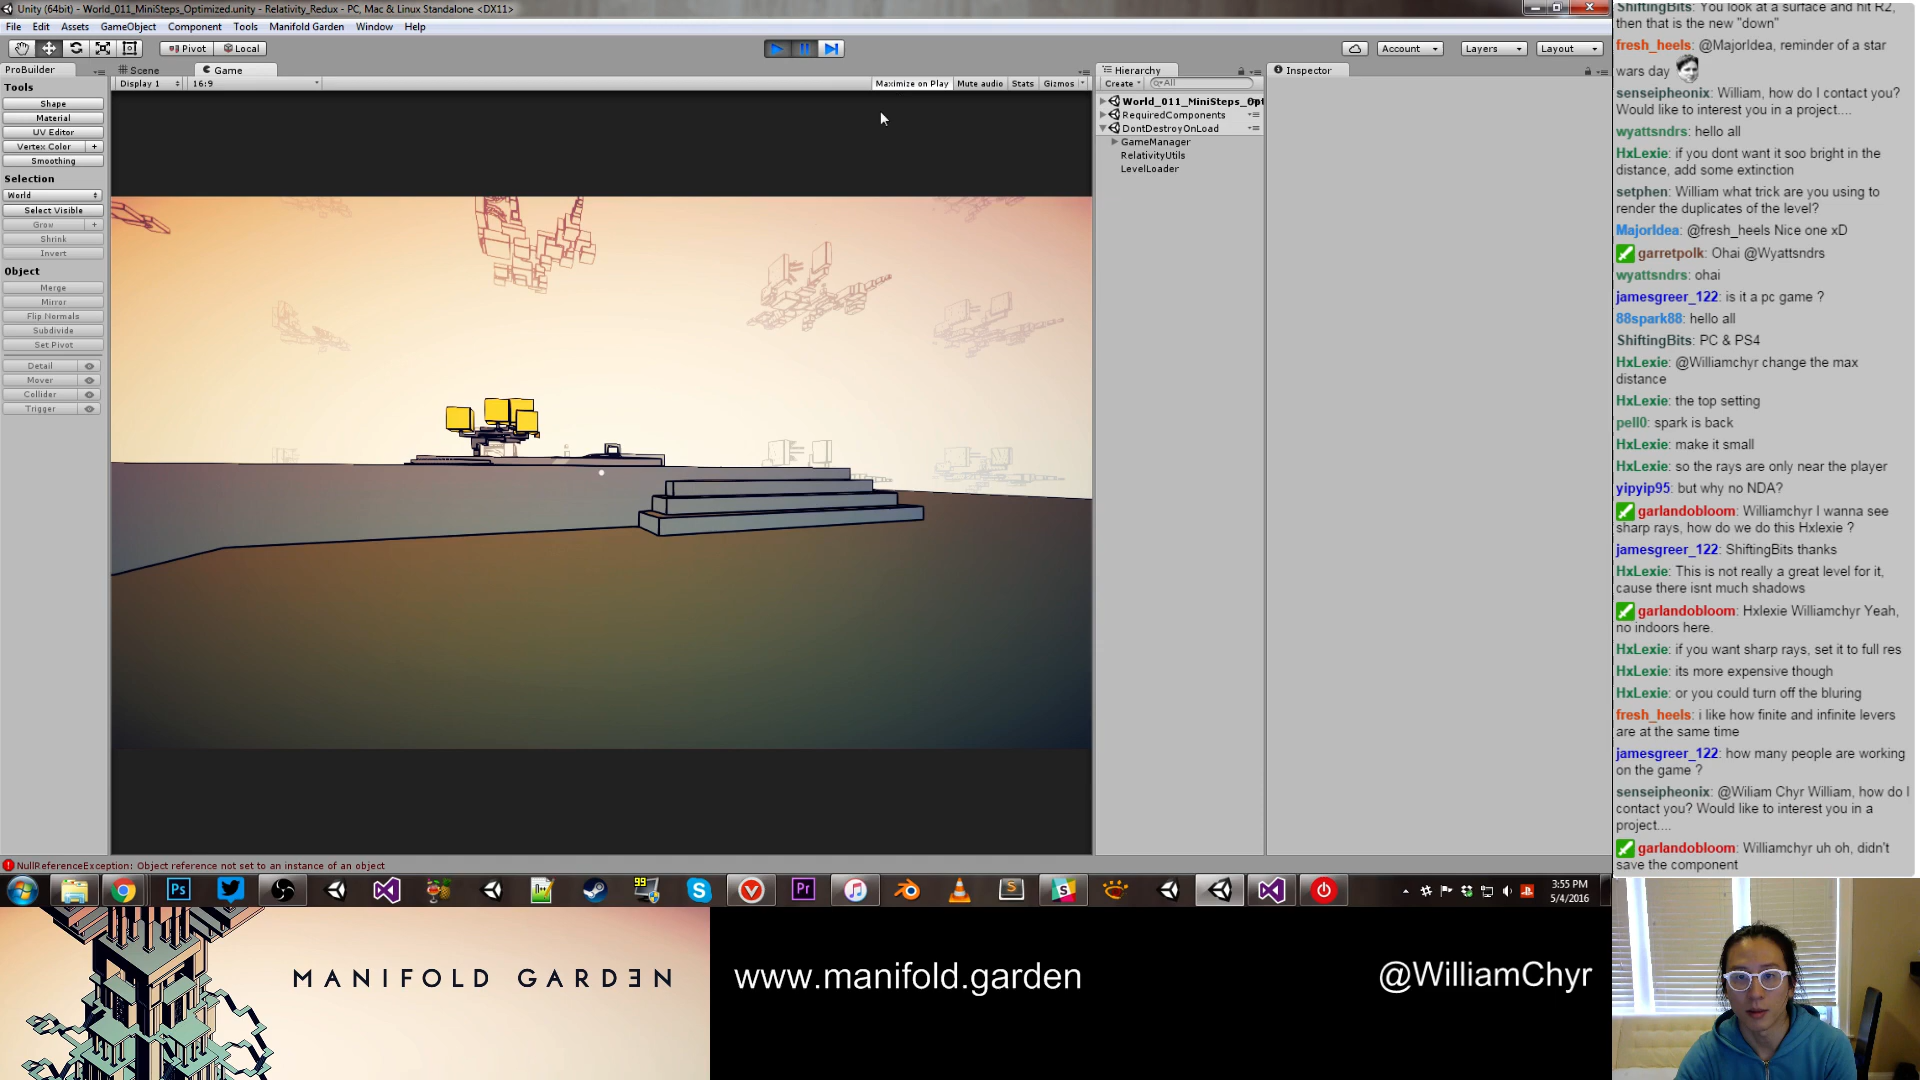 Unity (64bit) - World_011_MiniSteps_Optimized.unity - Relativity_Redux - PC, Mac & Linux Standalone <DX11>
File Edit Assets GameObject Component Tools Manifold Garden Window Help
Pivot Local Account Layers Layout
ProBuilder Scene Game Hierarchy Inspector
Display 1 16:9 Maximize on Play Mute audio Stats Gizmos Create All
Tools
Shape
Material
UV Editor
Vertex Color +
Smoothing
Selection
World
Select Visible
Grow +
Shrink
Invert
Object
Merge
Mirror
Flip Normals
Subdivide
Set Pivot
Detail
Mover
Collider
Trigger
World_011_MiniSteps_Opt
RequiredComponents
DontDestroyOnLoad
GameManager
RelativityUtils
LevelLoader
NullReferenceException: Object reference not set to an instance of an object
ShiftingBits: You look at a surface and hit R2,
then that is the new "down"
fresh_heels: @MajorIdea, reminder of a star
wars day
senseipheonix: William, how do I contact you?
Would like to interest you in a project....
wyattsndrs: hello all
HxLexie: if you dont want it soo bright in the
distance, add some extinction
setphen: William what trick are you using to
render the duplicates of the level?
MajorIdea: @fresh_heels Nice one xD
garretpolk: Ohai @Wyattsndrs
wyattsndrs: ohai
jamesgreer_122: is it a pc game ?
88spark88: hello all
ShiftingBits: PC & PS4
HxLexie: @Williamchyr change the max
distance
HxLexie: the top setting
pell0: spark is back
HxLexie: make it small
HxLexie: so the rays are only near the player
yipyip95: but why no NDA?
garlandobloom: Williamchyr I wanna see
sharp rays, how do we do this Hxlexie ?
jamesgreer_122: ShiftingBits thanks
HxLexie: This is not really a great level for it,
cause there isnt much shadows
garlandobloom: Hxlexie Williamchyr Yeah,
no indoors here.
HxLexie: if you want sharp rays, set it to full res
HxLexie: its more expensive though
HxLexie: or you could turn off the bluring
fresh_heels: i like how finite and infinite levers
are at the same time
jamesgreer_122: how many people are working
on the game ?
senseipheonix: @Wiliam Chyr William, how do I
contact you? Would like to interest you in a
project....
garlandobloom: Williamchyr uh oh, didn't
save the component
Ps 99 Pr S
3:55 PM
5/4/2016
MANIFOLD GARDƎN
www.manifold.garden
@WilliamChyr